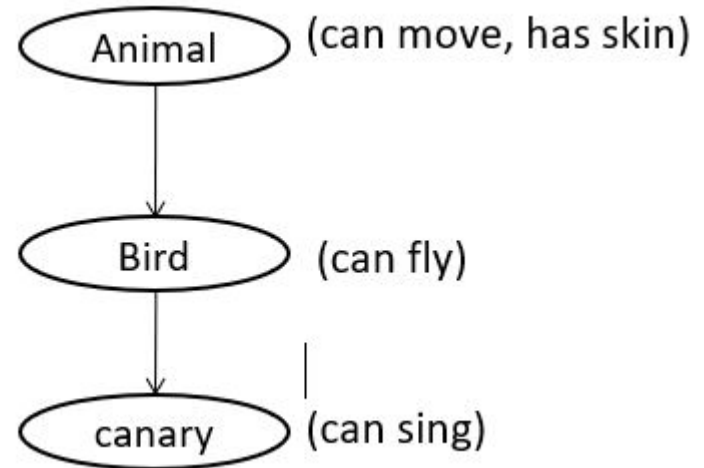 Animal (can move, has skin)
Bird (can fly)
canary (can sing)